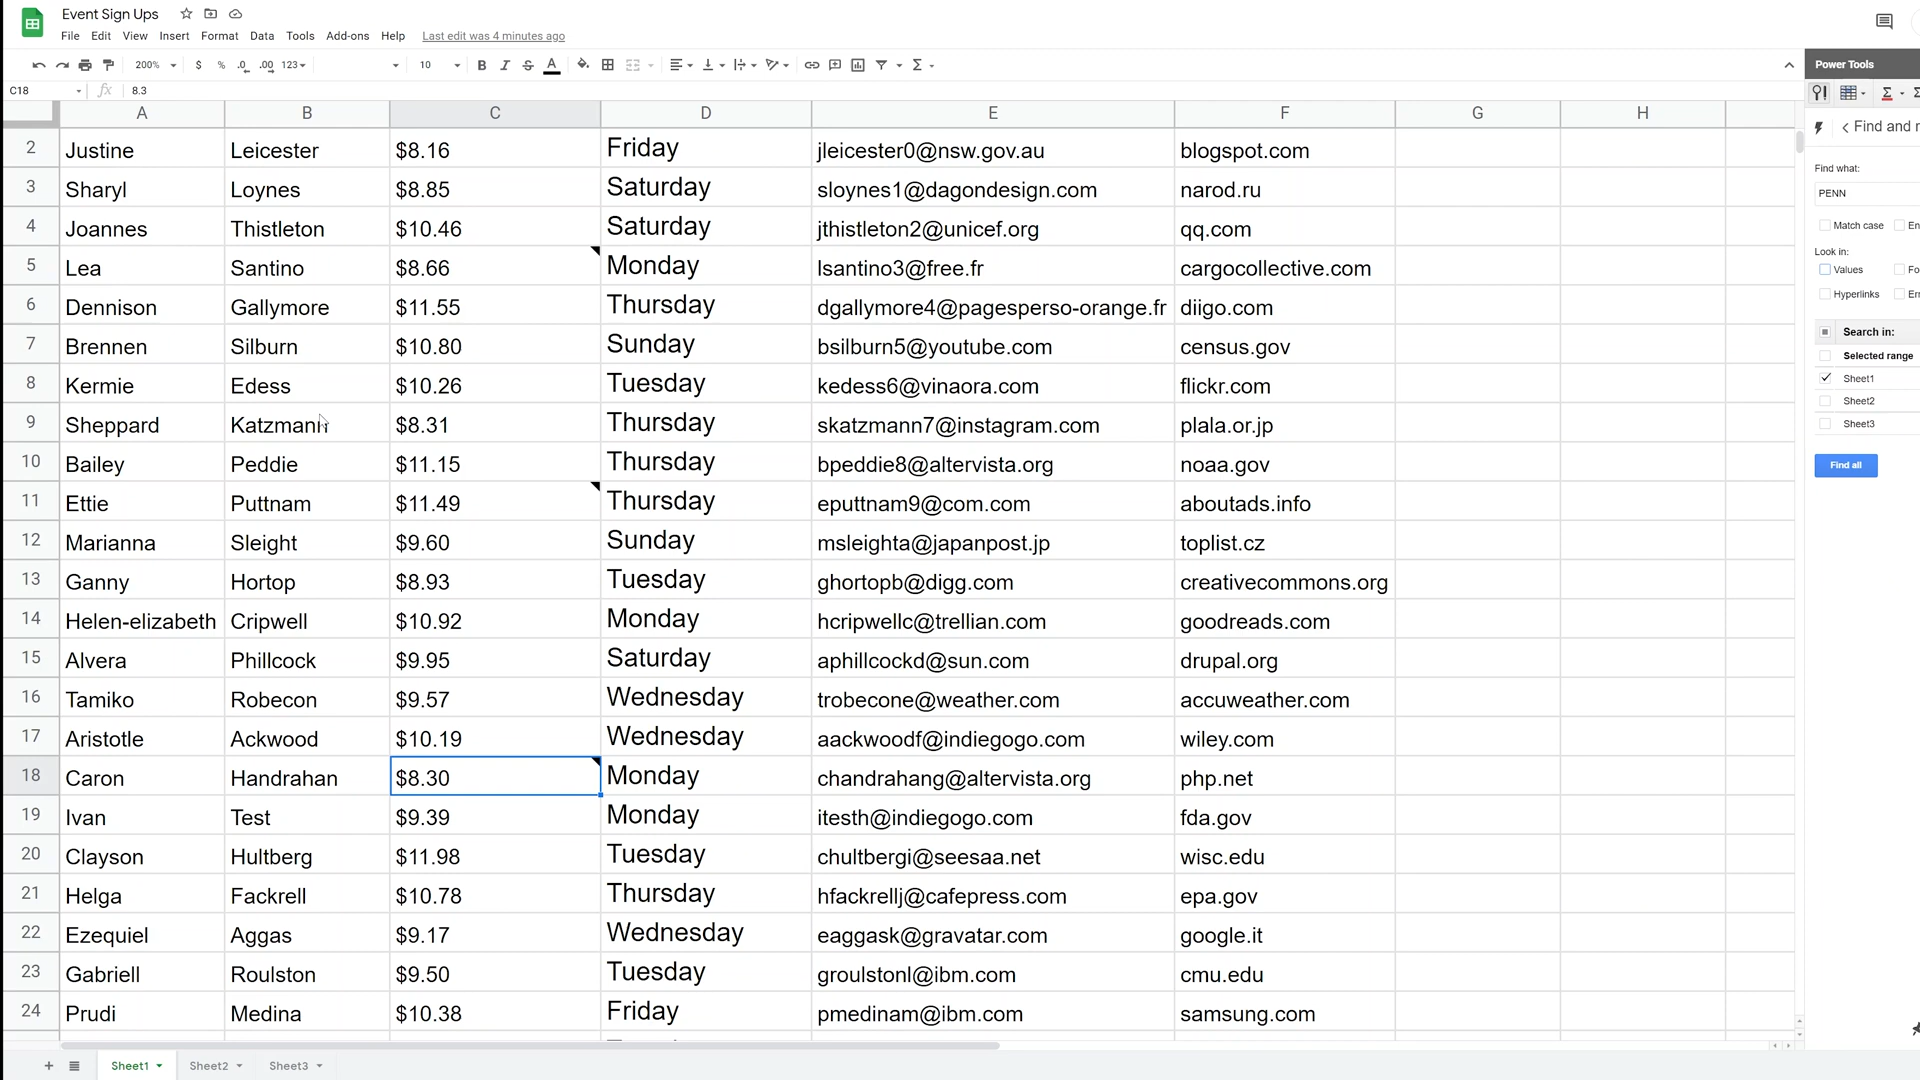 Event Sign Ups
File Edit View Insert Format Data Tools Add-ons Help Last edit was 4 minutes ago
200% $ % .0 .00 123 10 B I S A
Power Tools
C18 fx 8.3
A B C D E F G H
2 Justine Leicester $8.16 Friday jleicester0@nsw.gov.au blogspot.com
3 Sharyl Loynes $8.85 Saturday sloynes1@dagondesign.com narod.ru
4 Joannes Thistleton $10.46 Saturday jthistleton2@unicef.org qq.com
5 Lea Santino $8.66 Monday lsantino3@free.fr cargocollective.com
6 Dennison Gallymore $11.55 Thursday dgallymore4@pagesperso-orange.fr diigo.com
7 Brennen Silburn $10.80 Sunday bsilburn5@youtube.com census.gov
8 Kermie Edess $10.26 Tuesday kedess6@vinaora.com flickr.com
9 Sheppard Katzmann $8.31 Thursday skatzmann7@instagram.com plala.or.jp
10 Bailey Peddie $11.15 Thursday bpeddie8@altervista.org noaa.gov
11 Ettie Puttnam $11.49 Thursday eputtnam9@com.com aboutads.info
12 Marianna Sleight $9.60 Sunday msleighta@japanpost.jp toplist.cz
13 Ganny Hortop $8.93 Tuesday ghortopb@digg.com creativecommons.org
14 Helen-elizabeth Cripwell $10.92 Monday hcripwellc@trellian.com goodreads.com
15 Alvera Phillcock $9.95 Saturday aphillcockd@sun.com drupal.org
16 Tamiko Robecon $9.57 Wednesday trobecone@weather.com accuweather.com
17 Aristotle Ackwood $10.19 Wednesday aackwoodf@indiegogo.com wiley.com
18 Caron Handrahan $8.30 Monday chandrahang@altervista.org php.net
19 Ivan Test $9.39 Monday itesth@indiegogo.com fda.gov
20 Clayson Hultberg $11.98 Tuesday chultbergi@seesaa.net wisc.edu
21 Helga Fackrell $10.78 Thursday hfackrellj@cafepress.com epa.gov
22 Ezequiel Aggas $9.17 Wednesday eaggask@gravatar.com google.it
23 Gabriell Roulston $9.50 Tuesday groulstonl@ibm.com cmu.edu
24 Prudi Medina $10.38 Friday pmedinam@ibm.com samsung.com
Sheet1 Sheet2 Sheet3
Find and
Find what:
PENN
Match case En
Look in:
Values Fo
Hyperlinks Err
Search in:
Selected range
Sheet1
Sheet2
Sheet3
Find all